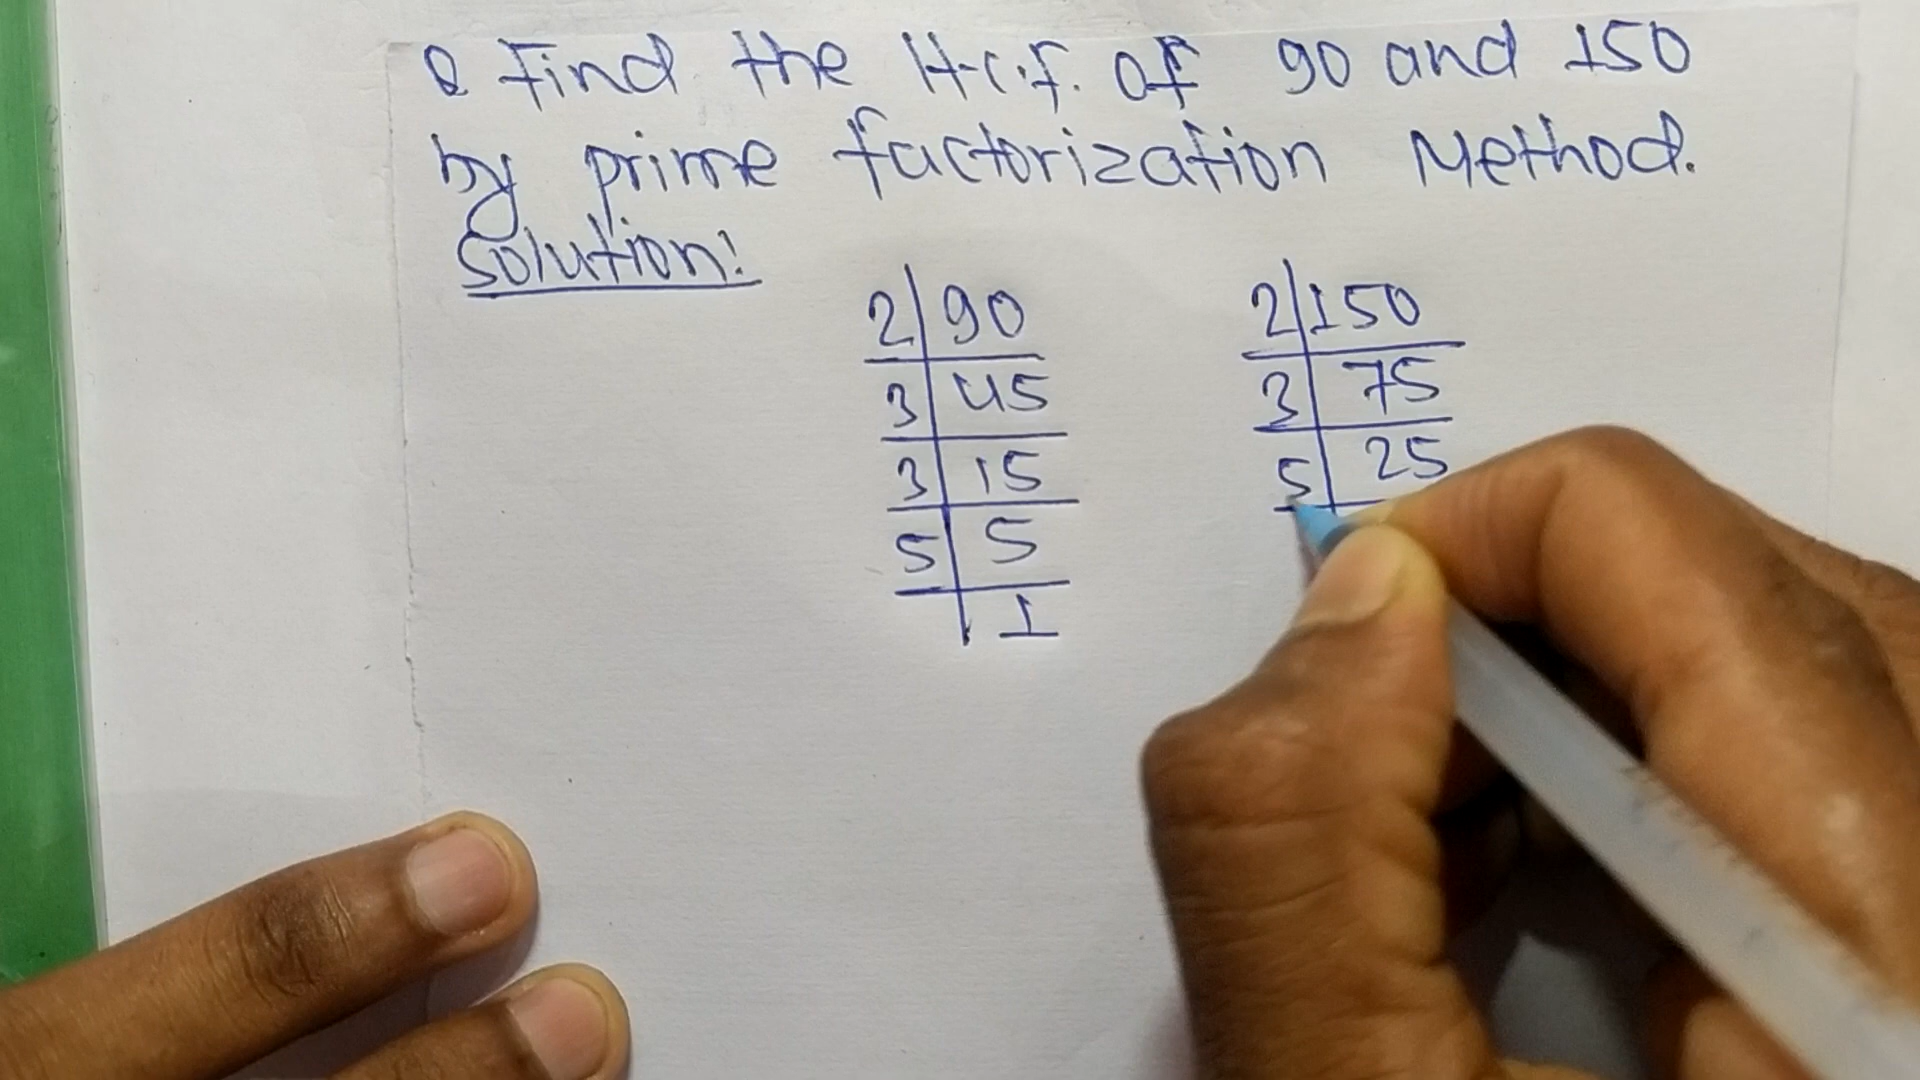 Q Find the H.C.F. of 90 and 150
by prime factorization Method.
Solution:
2 90
3 45
3 15
5 5
1
2 150
3 75
5 25